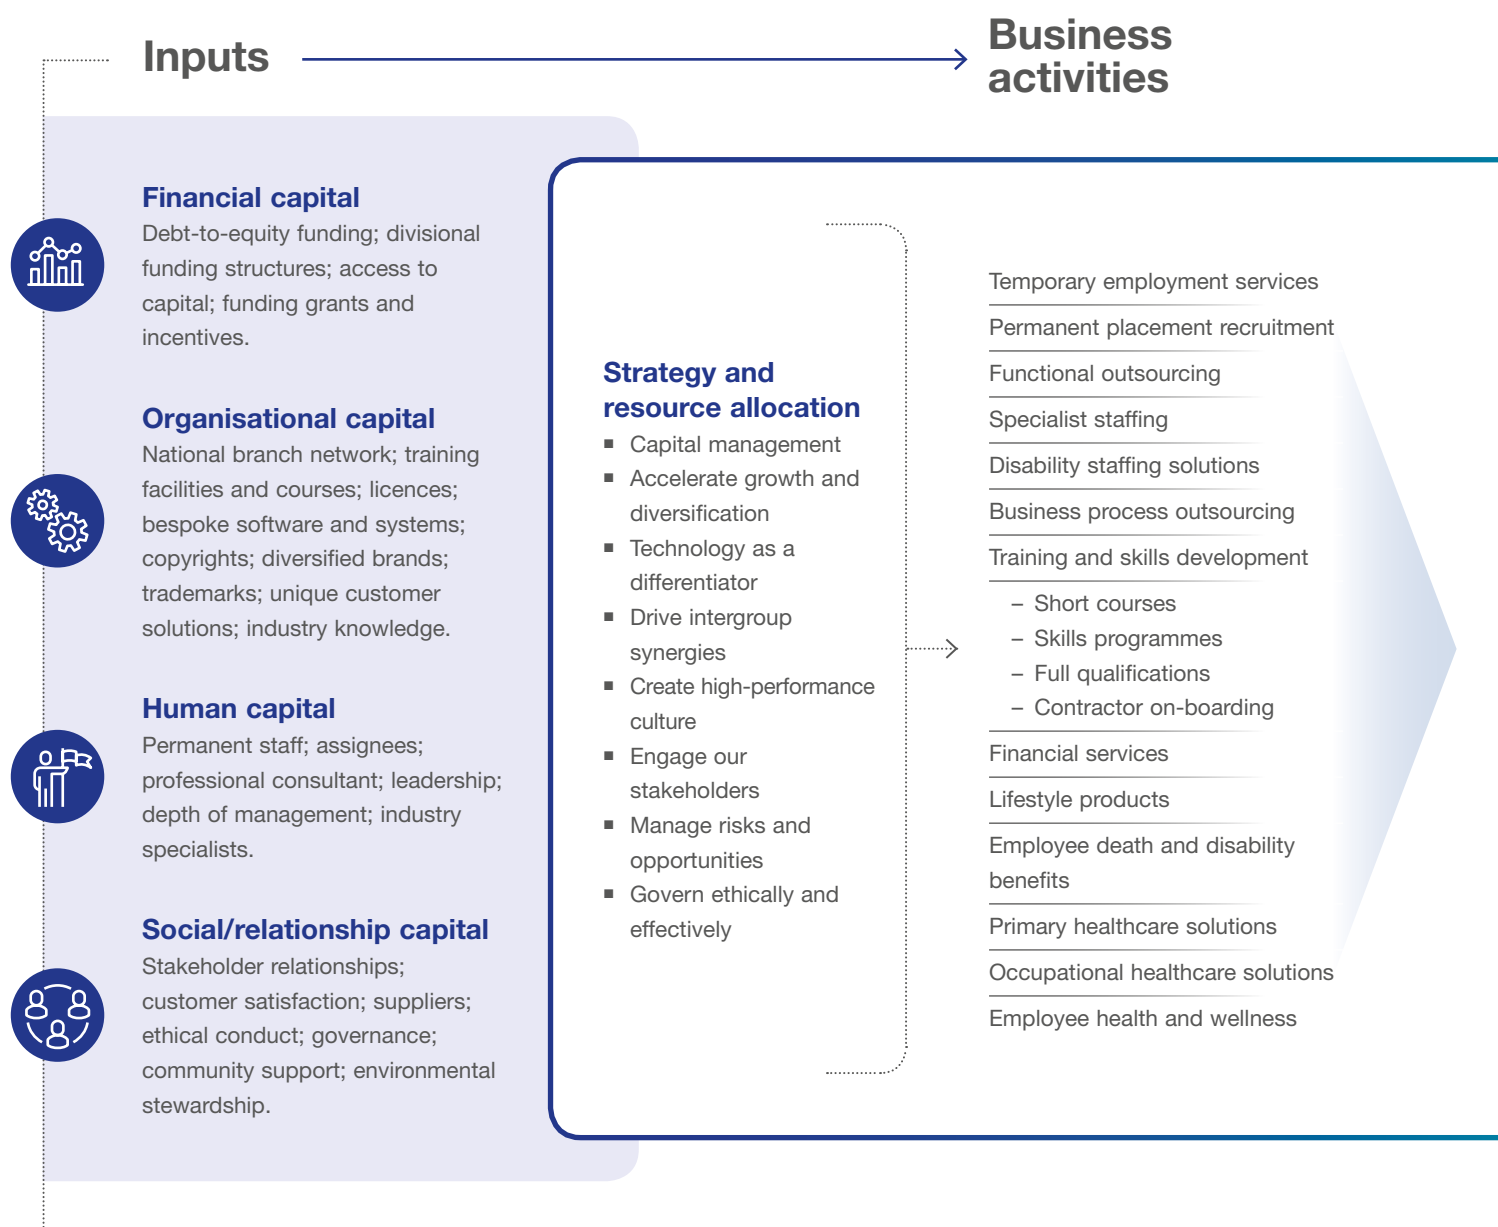 Inputs
Business
activities
Financial capital
Debt-to-equity funding; divisional
funding structures; access to
capital; funding grants and
incentives.
Organisational capital
National branch network; training
facilities and courses; licences;
bespoke software and systems;
copyrights; diversified brands;
trademarks; unique customer
solutions; industry knowledge.
Human capital
Permanent staff; assignees;
professional consultant; leadership;
depth of management; industry
specialists.
Social/relationship capital
Stakeholder relationships;
customer satisfaction; suppliers;
ethical conduct; governance;
community support; environmental
stewardship.
Strategy and
resource allocation
▪ Capital management
▪ Accelerate growth and
diversification
▪ Technology as a
differentiator
▪ Drive intergroup
synergies
▪ Create high-performance
culture
▪ Engage our
stakeholders
▪ Manage risks and
opportunities
▪ Govern ethically and
effectively
Temporary employment services
Permanent placement recruitment
Functional outsourcing
Specialist staffing
Disability staffing solutions
Business process outsourcing
Training and skills development
– Short courses
– Skills programmes
– Full qualifications
– Contractor on-boarding
Financial services
Lifestyle products
Employee death and disability
benefits
Primary healthcare solutions
Occupational healthcare solutions
Employee health and wellness